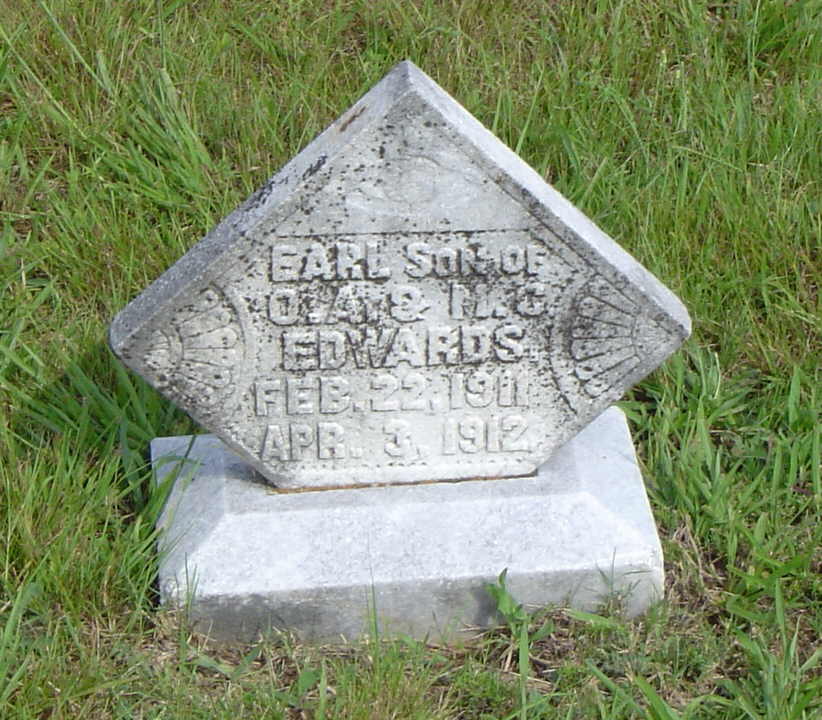 EARL SON OF
O. A. & M. C.
EDWARDS.
FEB. 22, 1911
APR. 3, 1912.